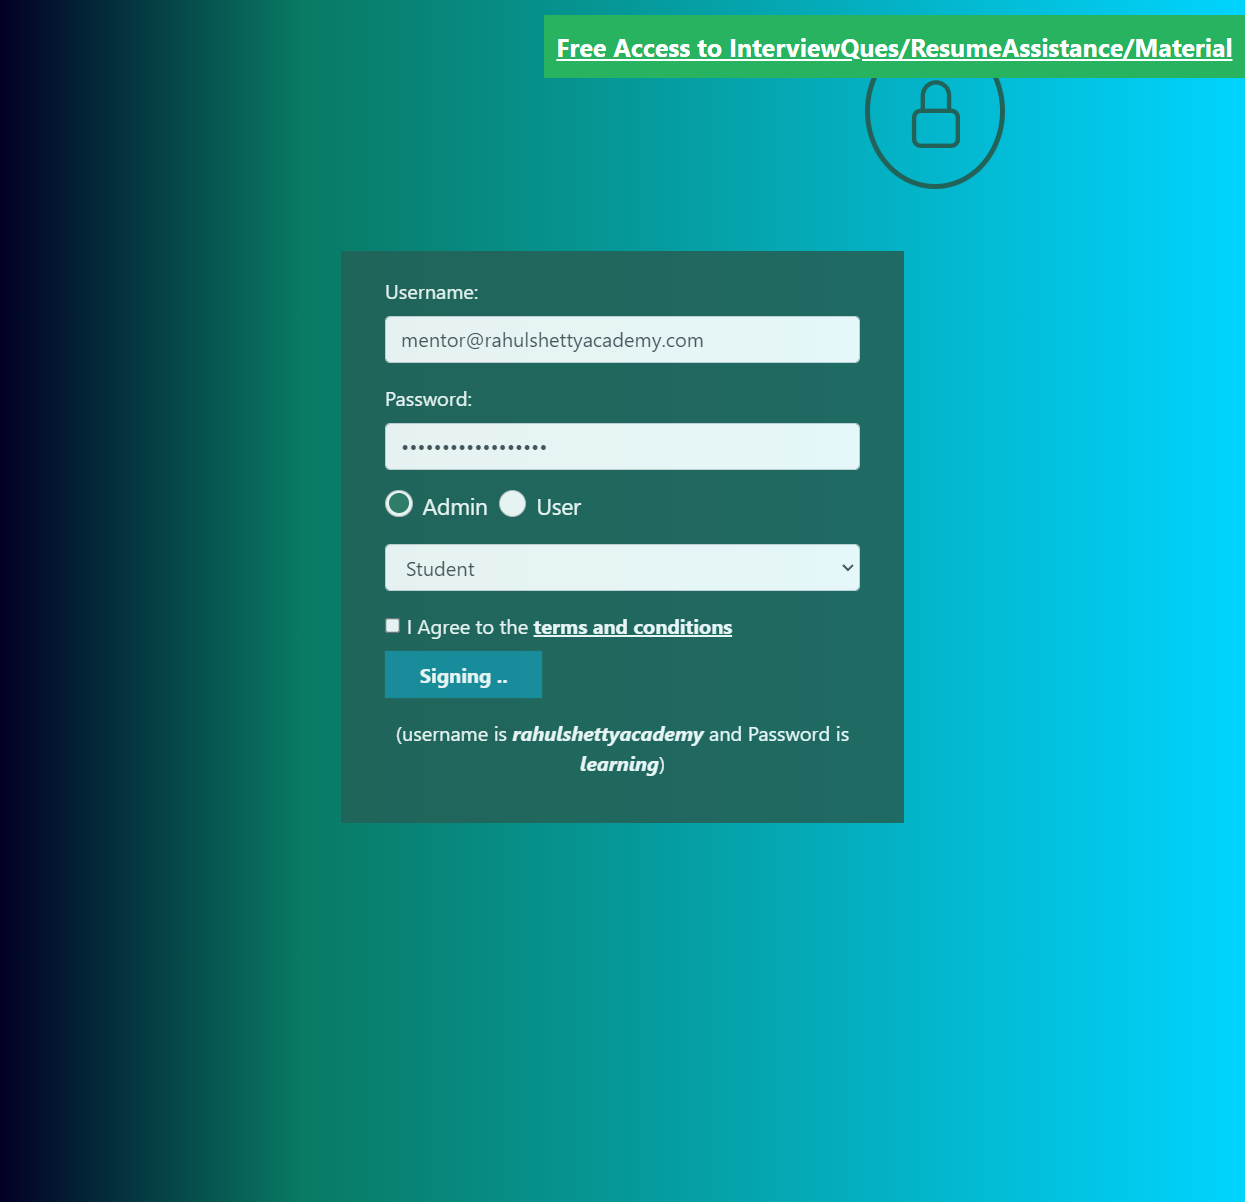 Free Access to InterviewQues/ResumeAssistance/Material
Username:
mentor@rahulshettyacademy.com
Password:
••••••••••••••••••
Admin User
Student
I Agree to the terms and conditions
Signing ..
(username is rahulshettyacademy and Password is
learning)